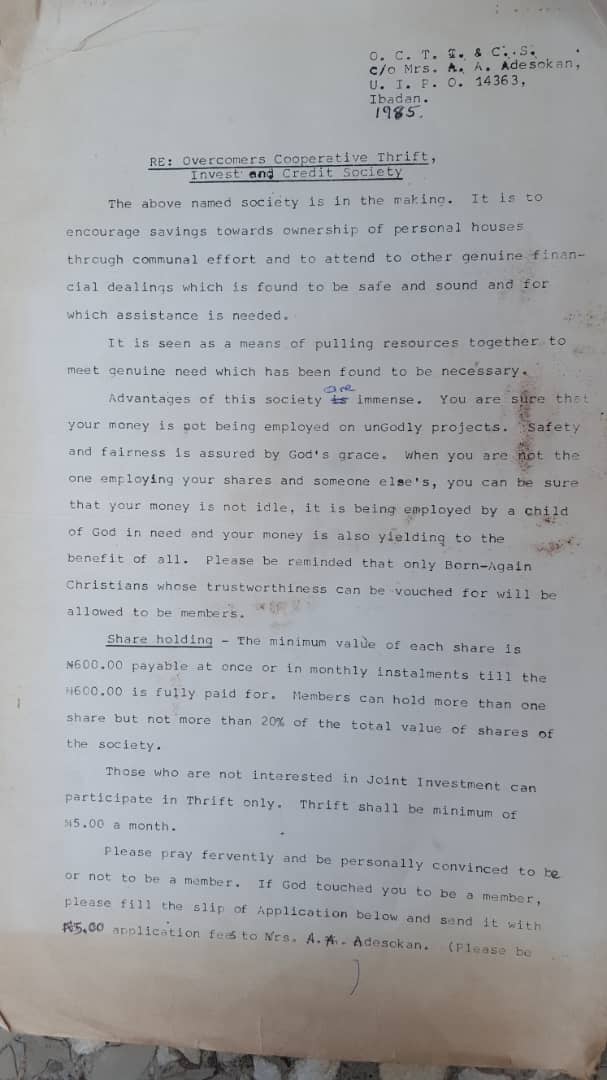 O. C. T. I. & C. S.
c/o Mrs. A. A. Adesokan,
U. I. P. O. 14363,
Ibadan.
1985.
RE: Overcomers Cooperative Thrift,
Invest and Credit Society
The above named society is in the making. It is to
encourage savings towards ownership of personal houses
through communal effort and to attend to other genuine finan-
cial dealings which is found to be safe and sound and for
which assistance is needed.
It is seen as a means of pulling resources together to
meet genuine need which has been found to be necessary.
are
Advantages of this society is immense. You are sure that
your money is not being employed on unGodly projects. Safety
and fairness is assured by God's grace. When you are not the
one employing your shares and someone else's, you can be sure
that your money is not idle, it is being employed by a child
of God in need and your money is also yielding to the
benefit of all. Please be reminded that only Born-Again
Christians whose trustworthiness can be vouched for will be
allowed to be members.
Share holding - The minimum value of each share is
₦600.00 payable at once or in monthly instalments till the
₦600.00 is fully paid for. Members can hold more than one
share but not more than 20% of the total value of shares of
the society.
Those who are not interested in Joint Investment can
participate in Thrift only. Thrift shall be minimum of
₦5.00 a month.
Please pray fervently and be personally convinced to be
or not to be a member. If God touched you to be a member,
please fill the slip of Application below and send it with
₦5.00 application fees to Mrs. A. A. Adesokan. (Please be
)